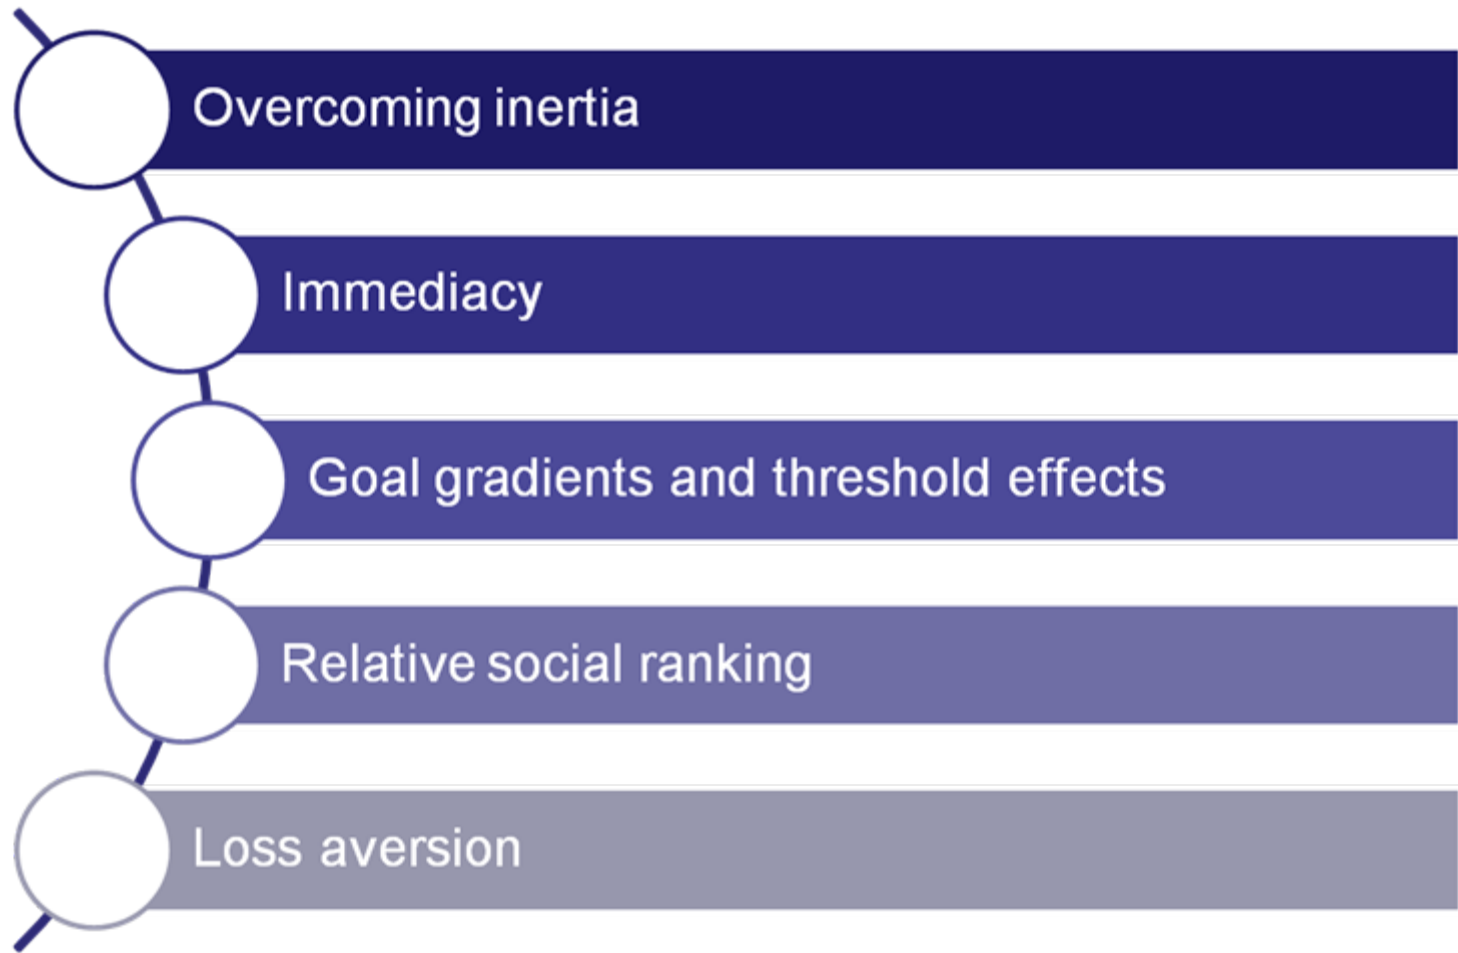 Overcoming inertia
Immediacy
Goal gradients and threshold effects
Relative social ranking
Loss aversion